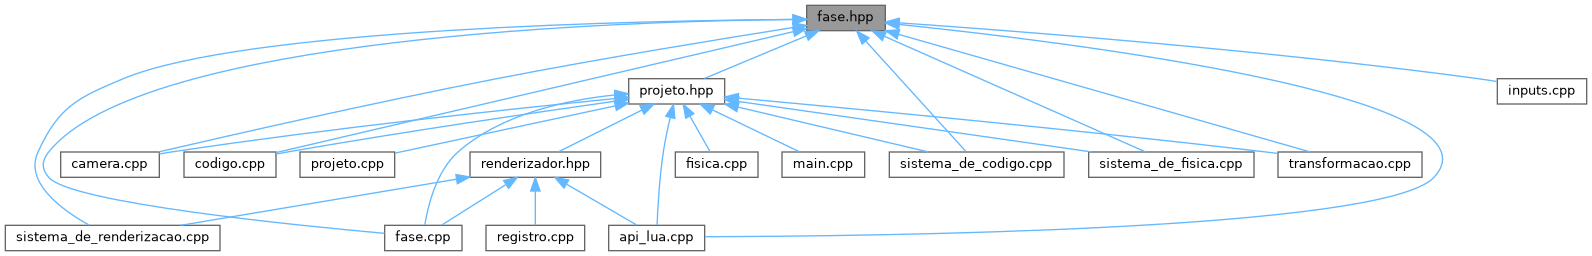 fase.hpp
projeto.hpp
inputs.cpp
camera.cpp
codigo.cpp
projeto.cpp
renderizador.hpp
fisica.cpp
main.cpp
sistema_de_codigo.cpp
sistema_de_fisica.cpp
transformacao.cpp
sistema_de_renderizacao.cpp
fase.cpp
registro.cpp
api_lua.cpp